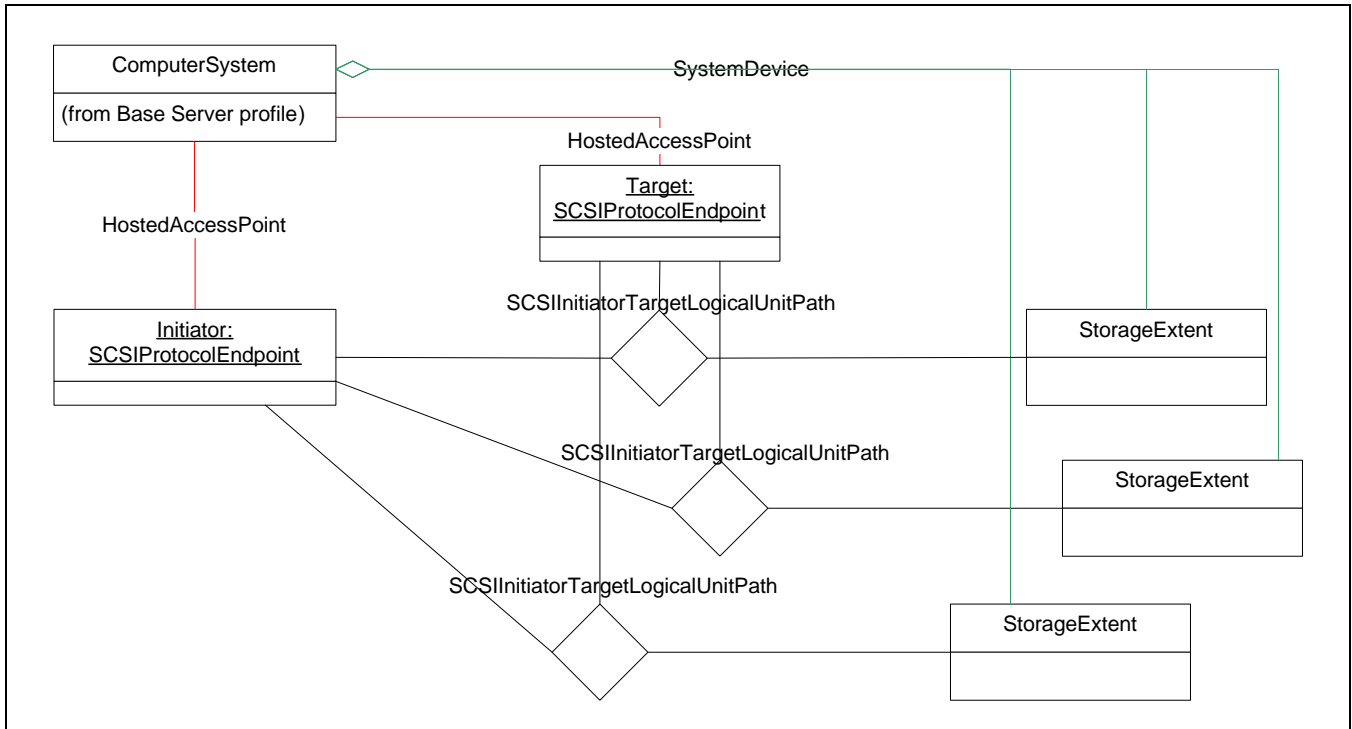 ComputerSystem
(from Base Server profile)
SystemDevice
HostedAccessPoint
Target:
SCSIProtocolEndpoint
HostedAccessPoint
SCSIInitiatorTargetLogicalUnitPath
Initiator:
SCSIProtocolEndpoint
StorageExtent
SCSIInitiatorTargetLogicalUnitPath
StorageExtent
SCSIInitiatorTargetLogicalUnitPath
StorageExtent